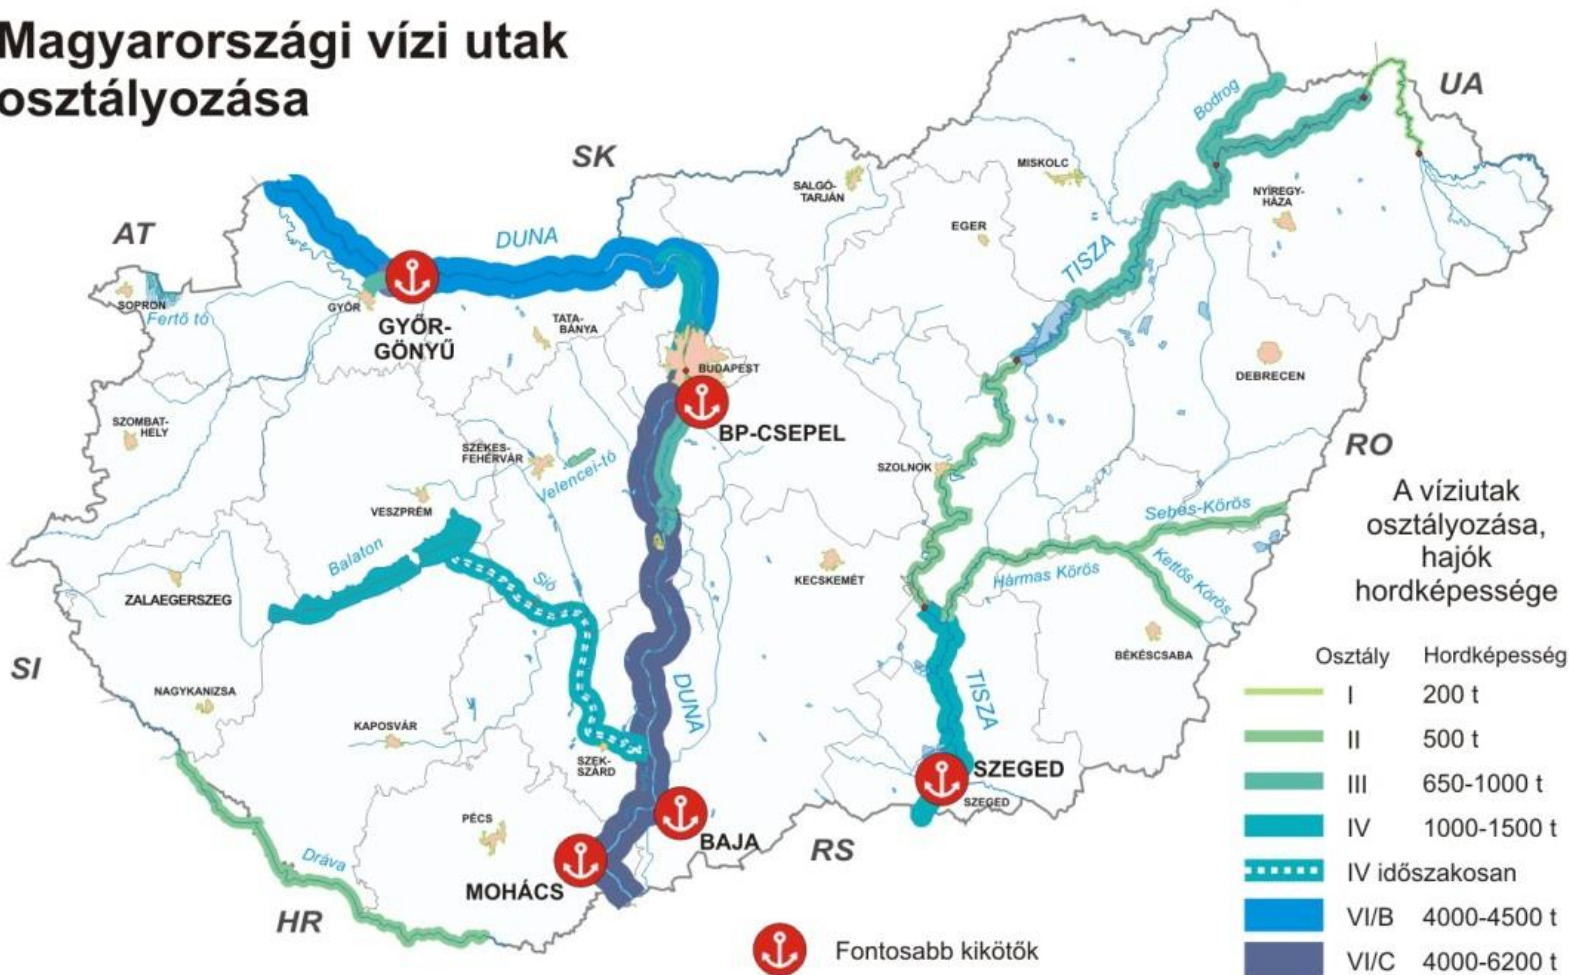 Magyarországi vízi utak
osztályozása
SK
UA
AT
RO
SI
HR
RS
DUNA
TISZA
Bodrog
MISKOLC
SALGÓ-
TARJÁN
EGER
NYÍREGY-
HÁZA
SOPRON
Fertő tó
GYŐR
GYŐR-
GÖNYŰ
TATA-
BÁNYA
BUDAPEST
BP-CSEPEL
DEBRECEN
SZOMBAT-
HELY
SZÉKES-
FEHÉRVÁR
Velencei-tó
SZOLNOK
VESZPRÉM
Balaton
Sió
KECSKEMÉT
Sebes-Körös
Hármas Körös
Kettős Körös
ZALAEGERSZEG
BÉKÉSCSABA
NAGYKANIZSA
KAPOSVÁR
DUNA
TISZA
SZEK-
SZÁRD
SZEGED
SZEGED
PÉCS
BAJA
MOHÁCS
Dráva
Fontosabb kikötők
A víziutak
osztályozása,
hajók
hordképessége
Osztály Hordképesség
I 200 t
II 500 t
III 650-1000 t
IV 1000-1500 t
IV időszakosan
VI/B 4000-4500 t
VI/C 4000-6200 t